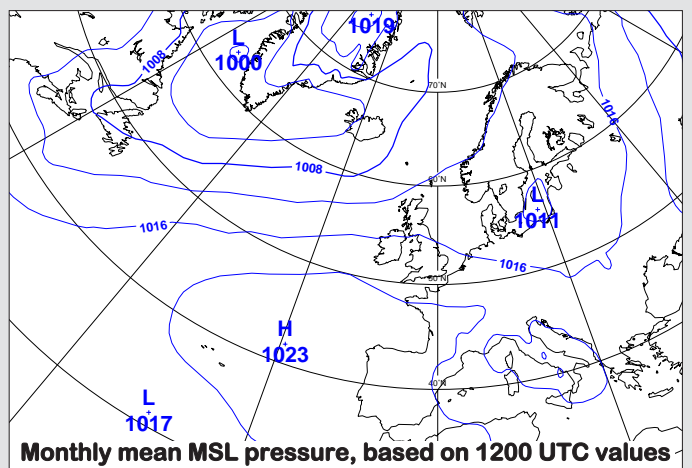 1019
L
1000
1008
70°N
1016
1008
60°N
L
1011
1016
1016
50°N
H
1023
40°N
L
1017
Monthly mean MSL pressure, based on 1200 UTC values